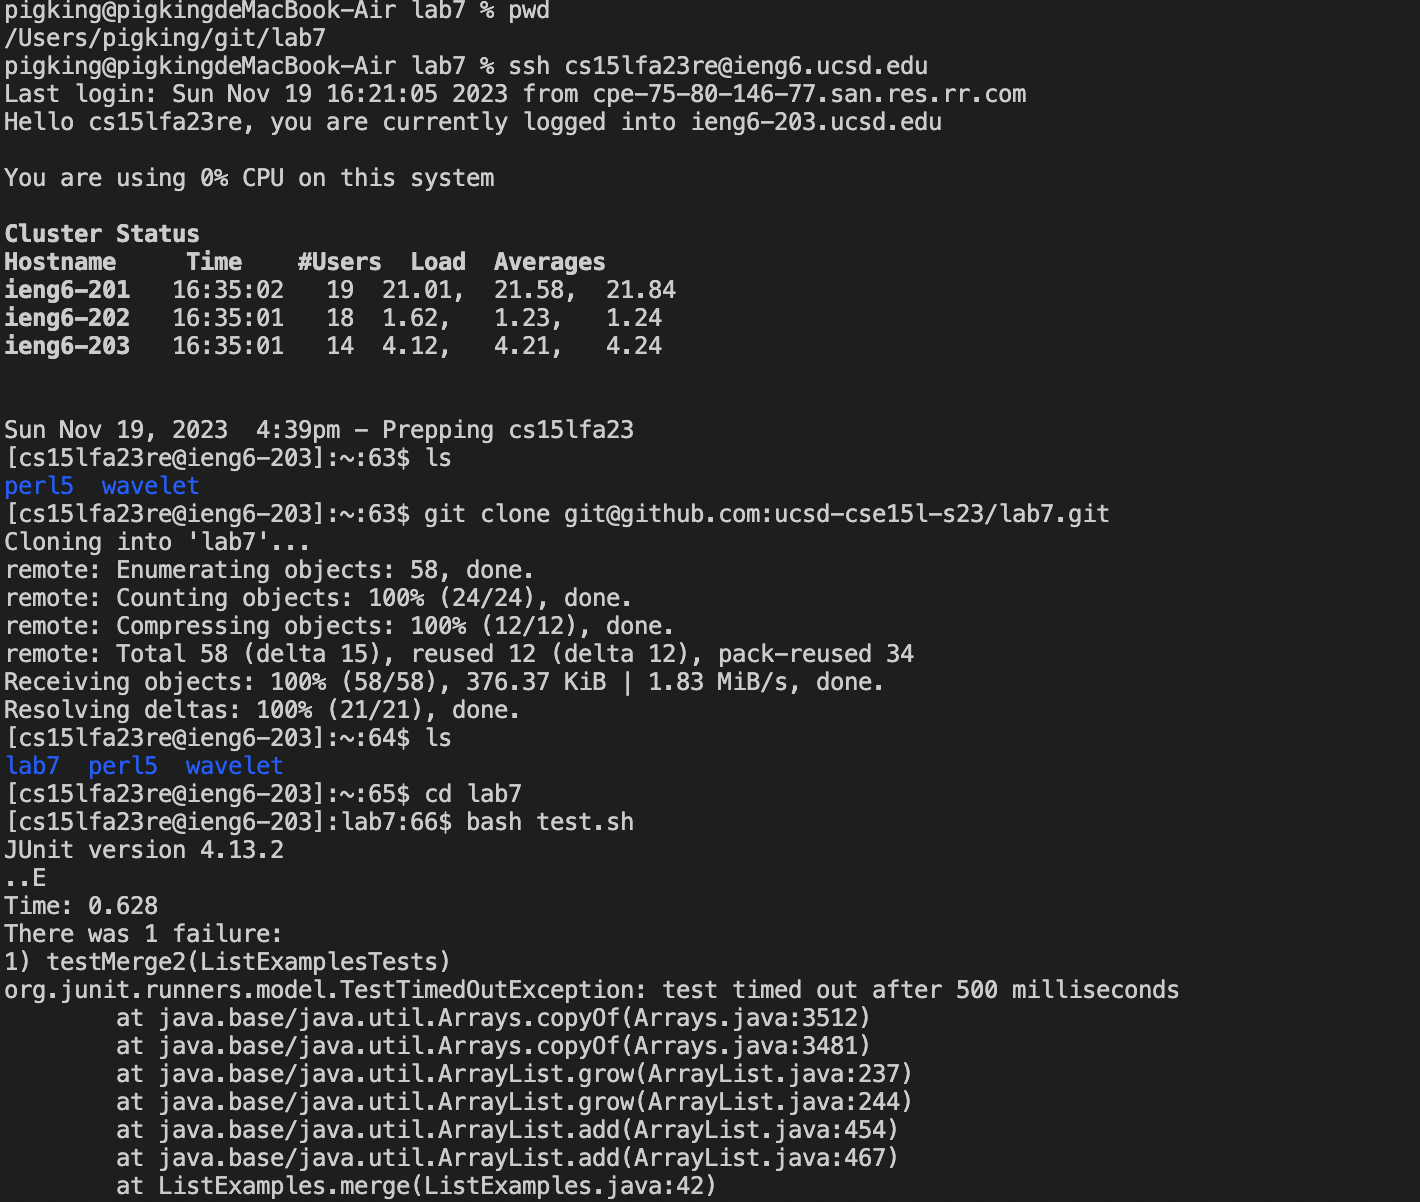 pigking@pigkingdeMacBook-Air lab7 % pwd
/Users/pigking/git/lab7
pigking@pigkingdeMacBook-Air lab7 % ssh cs15lfa23re@ieng6.ucsd.edu
Last login: Sun Nov 19 16:21:05 2023 from cpe-75-80-146-77.san.res.rr.com
Hello cs15lfa23re, you are currently logged into ieng6-203.ucsd.edu
You are using 0% CPU on this system
Cluster Status
Hostname     Time    #Users  Load  Averages
ieng6-201   16:35:02   19  21.01,  21.58,  21.84
ieng6-202   16:35:01   18  1.62,   1.23,   1.24
ieng6-203   16:35:01   14  4.12,   4.21,   4.24
Sun Nov 19, 2023  4:39pm - Prepping cs15lfa23
[cs15lfa23re@ieng6-203]:~:63$ ls
perl5  wavelet
[cs15lfa23re@ieng6-203]:~:63$ git clone git@github.com:ucsd-cse15l-s23/lab7.git
Cloning into 'lab7'...
remote: Enumerating objects: 58, done.
remote: Counting objects: 100% (24/24), done.
remote: Compressing objects: 100% (12/12), done.
remote: Total 58 (delta 15), reused 12 (delta 12), pack-reused 34
Receiving objects: 100% (58/58), 376.37 KiB | 1.83 MiB/s, done.
Resolving deltas: 100% (21/21), done.
[cs15lfa23re@ieng6-203]:~:64$ ls
lab7  perl5  wavelet
[cs15lfa23re@ieng6-203]:~:65$ cd lab7
[cs15lfa23re@ieng6-203]:lab7:66$ bash test.sh
JUnit version 4.13.2
..E
Time: 0.628
There was 1 failure:
1) testMerge2(ListExamplesTests)
org.junit.runners.model.TestTimedOutException: test timed out after 500 milliseconds
        at java.base/java.util.Arrays.copyOf(Arrays.java:3512)
        at java.base/java.util.Arrays.copyOf(Arrays.java:3481)
        at java.base/java.util.ArrayList.grow(ArrayList.java:237)
        at java.base/java.util.ArrayList.grow(ArrayList.java:244)
        at java.base/java.util.ArrayList.add(ArrayList.java:454)
        at java.base/java.util.ArrayList.add(ArrayList.java:467)
        at ListExamples.merge(ListExamples.java:42)